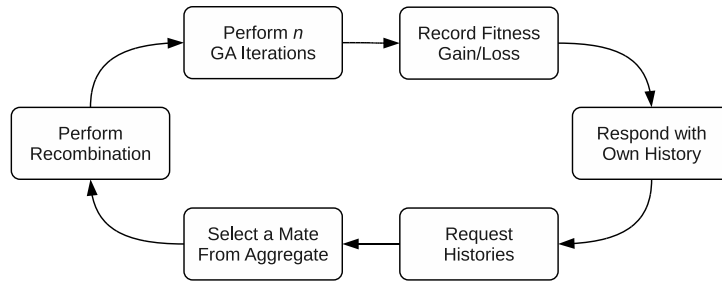 Perform n
GA Iterations
Record Fitness
Gain/Loss
Respond with
Own History
Request
Histories
Select a Mate
From Aggregate
Perform
Recombination